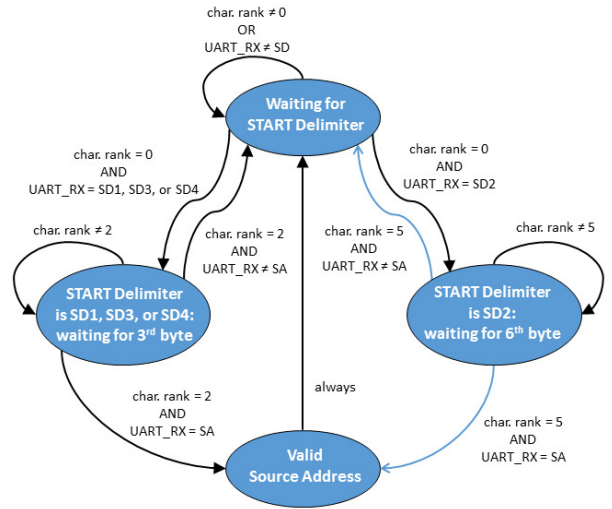 char. rank ≠ 0
OR
UART_RX ≠ SD
Waiting for
START Delimiter
char. rank = 0
AND
UART_RX = SD1, SD3, or SD4
char. rank = 0
AND
UART_RX = SD2
char. rank ≠ 2
char. rank = 2
AND
UART_RX ≠ SA
char. rank = 5
AND
UART_RX ≠ SA
char. rank ≠ 5
START Delimiter
is SD1, SD3, or SD4:
waiting for 3rd byte
START Delimiter
is SD2:
waiting for 6th byte
always
char. rank = 2
AND
UART_RX = SA
char. rank = 5
AND
UART_RX = SA
Valid
Source Address